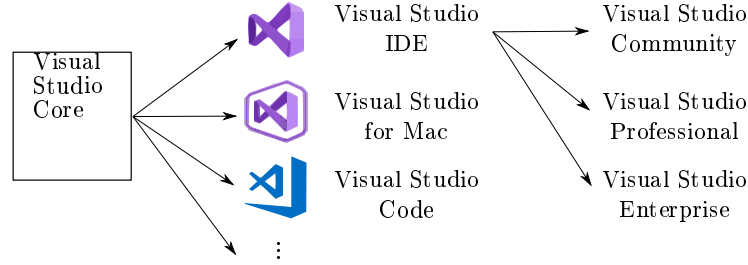 Visual
Studio
Core
Visual Studio
IDE
Visual Studio
for Mac
Visual Studio
Code
⋮
Visual Studio
Community
Visual Studio
Professional
Visual Studio
Enterprise